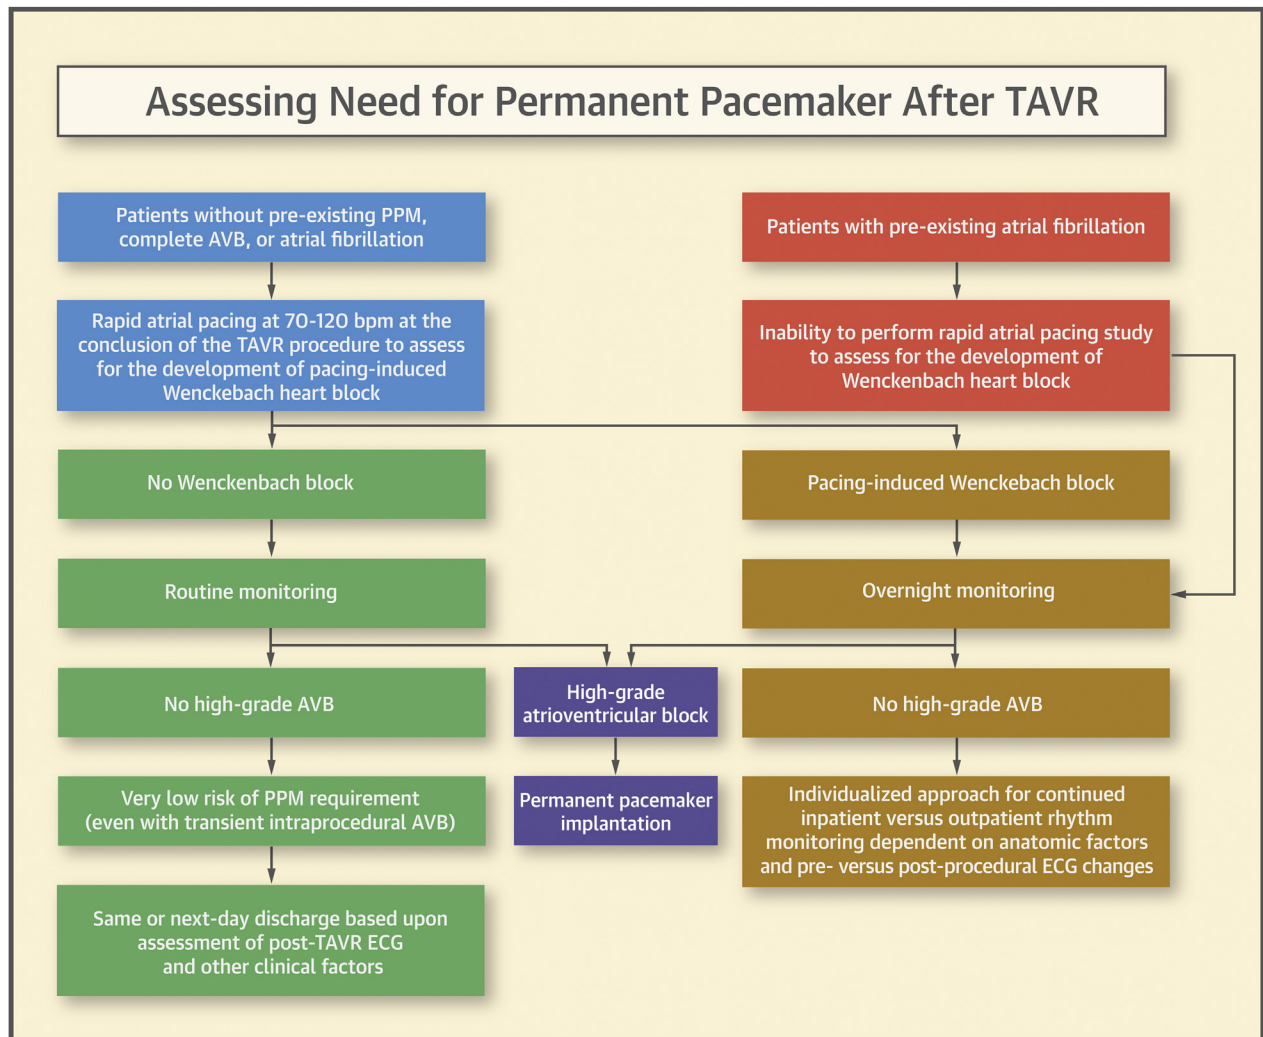 Assessing Need for Permanent Pacemaker After TAVR
Patients without pre-existing PPM,
complete AVB, or atrial fibrillation
Patients with pre-existing atrial fibrillation
Rapid atrial pacing at 70-120 bpm at the
conclusion of the TAVR procedure to assess
for the development of pacing-induced
Wenckebach heart block
Inability to perform rapid atrial pacing study
to assess for the development of
Wenckenbach heart block
No Wenckenbach block
Pacing-induced Wenckebach block
Routine monitoring
Overnight monitoring
No high-grade AVB
High-grade
atrioventricular block
No high-grade AVB
Very low risk of PPM requirement
(even with transient intraprocedural AVB)
Permanent pacemaker
implantation
Individualized approach for continued
inpatient versus outpatient rhythm
monitoring dependent on anatomic factors
and pre- versus post-procedural ECG changes
Same or next-day discharge based upon
assessment of post-TAVR ECG
and other clinical factors